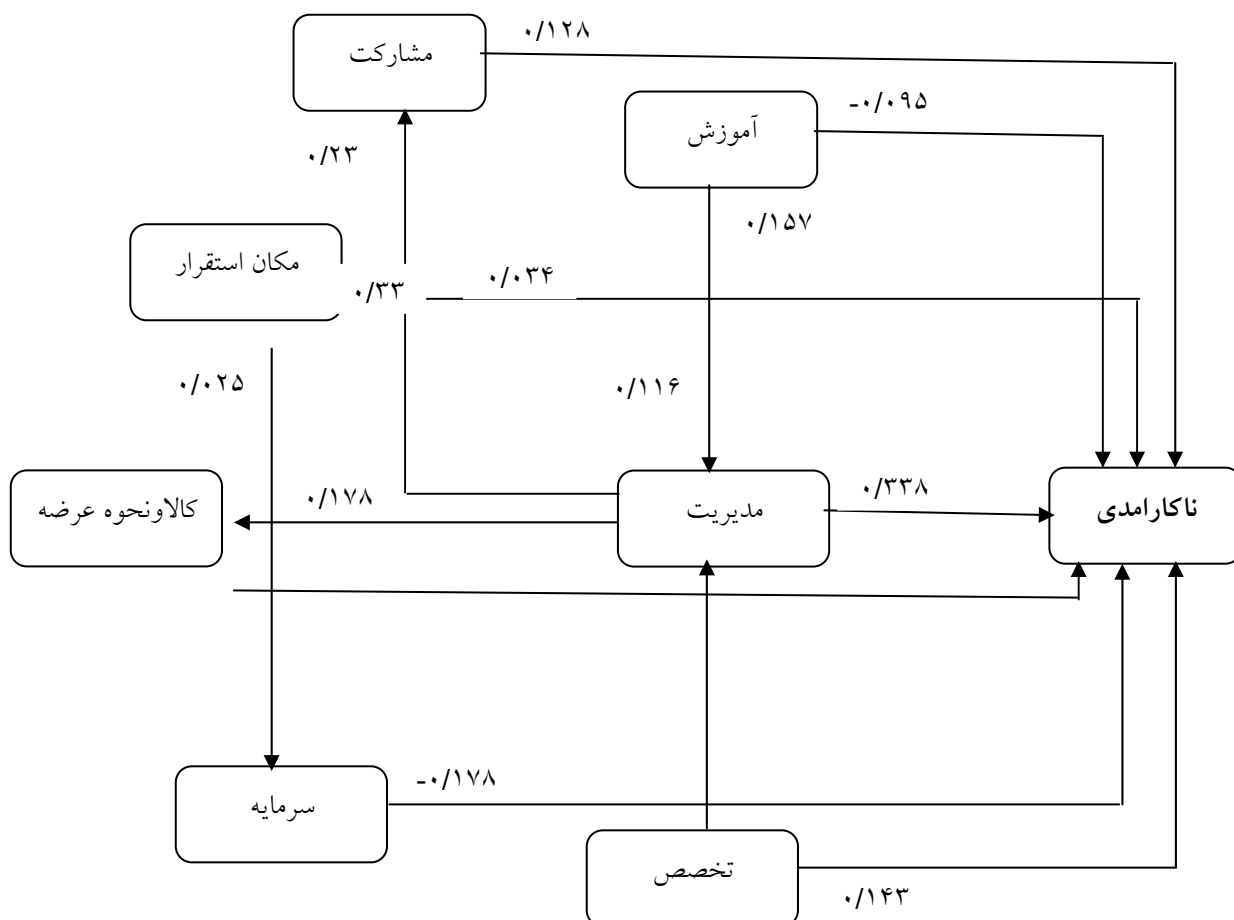 ۰/۱۲۸
مشارکت
-۰/۰۹۵
آموزش
۰/۲۳
۰/۱۵۷
مکان استقرار
۰/۰۳۴
۰/۳۳
۰/۰۲۵
۰/۱۱۶
۰/۳۳۸
۰/۱۷۸
ناکارامدی
مدیریت
کالاونحوه عرضه
-۰/۱۷۸
سرمایه
تخصص
۰/۱۴۳